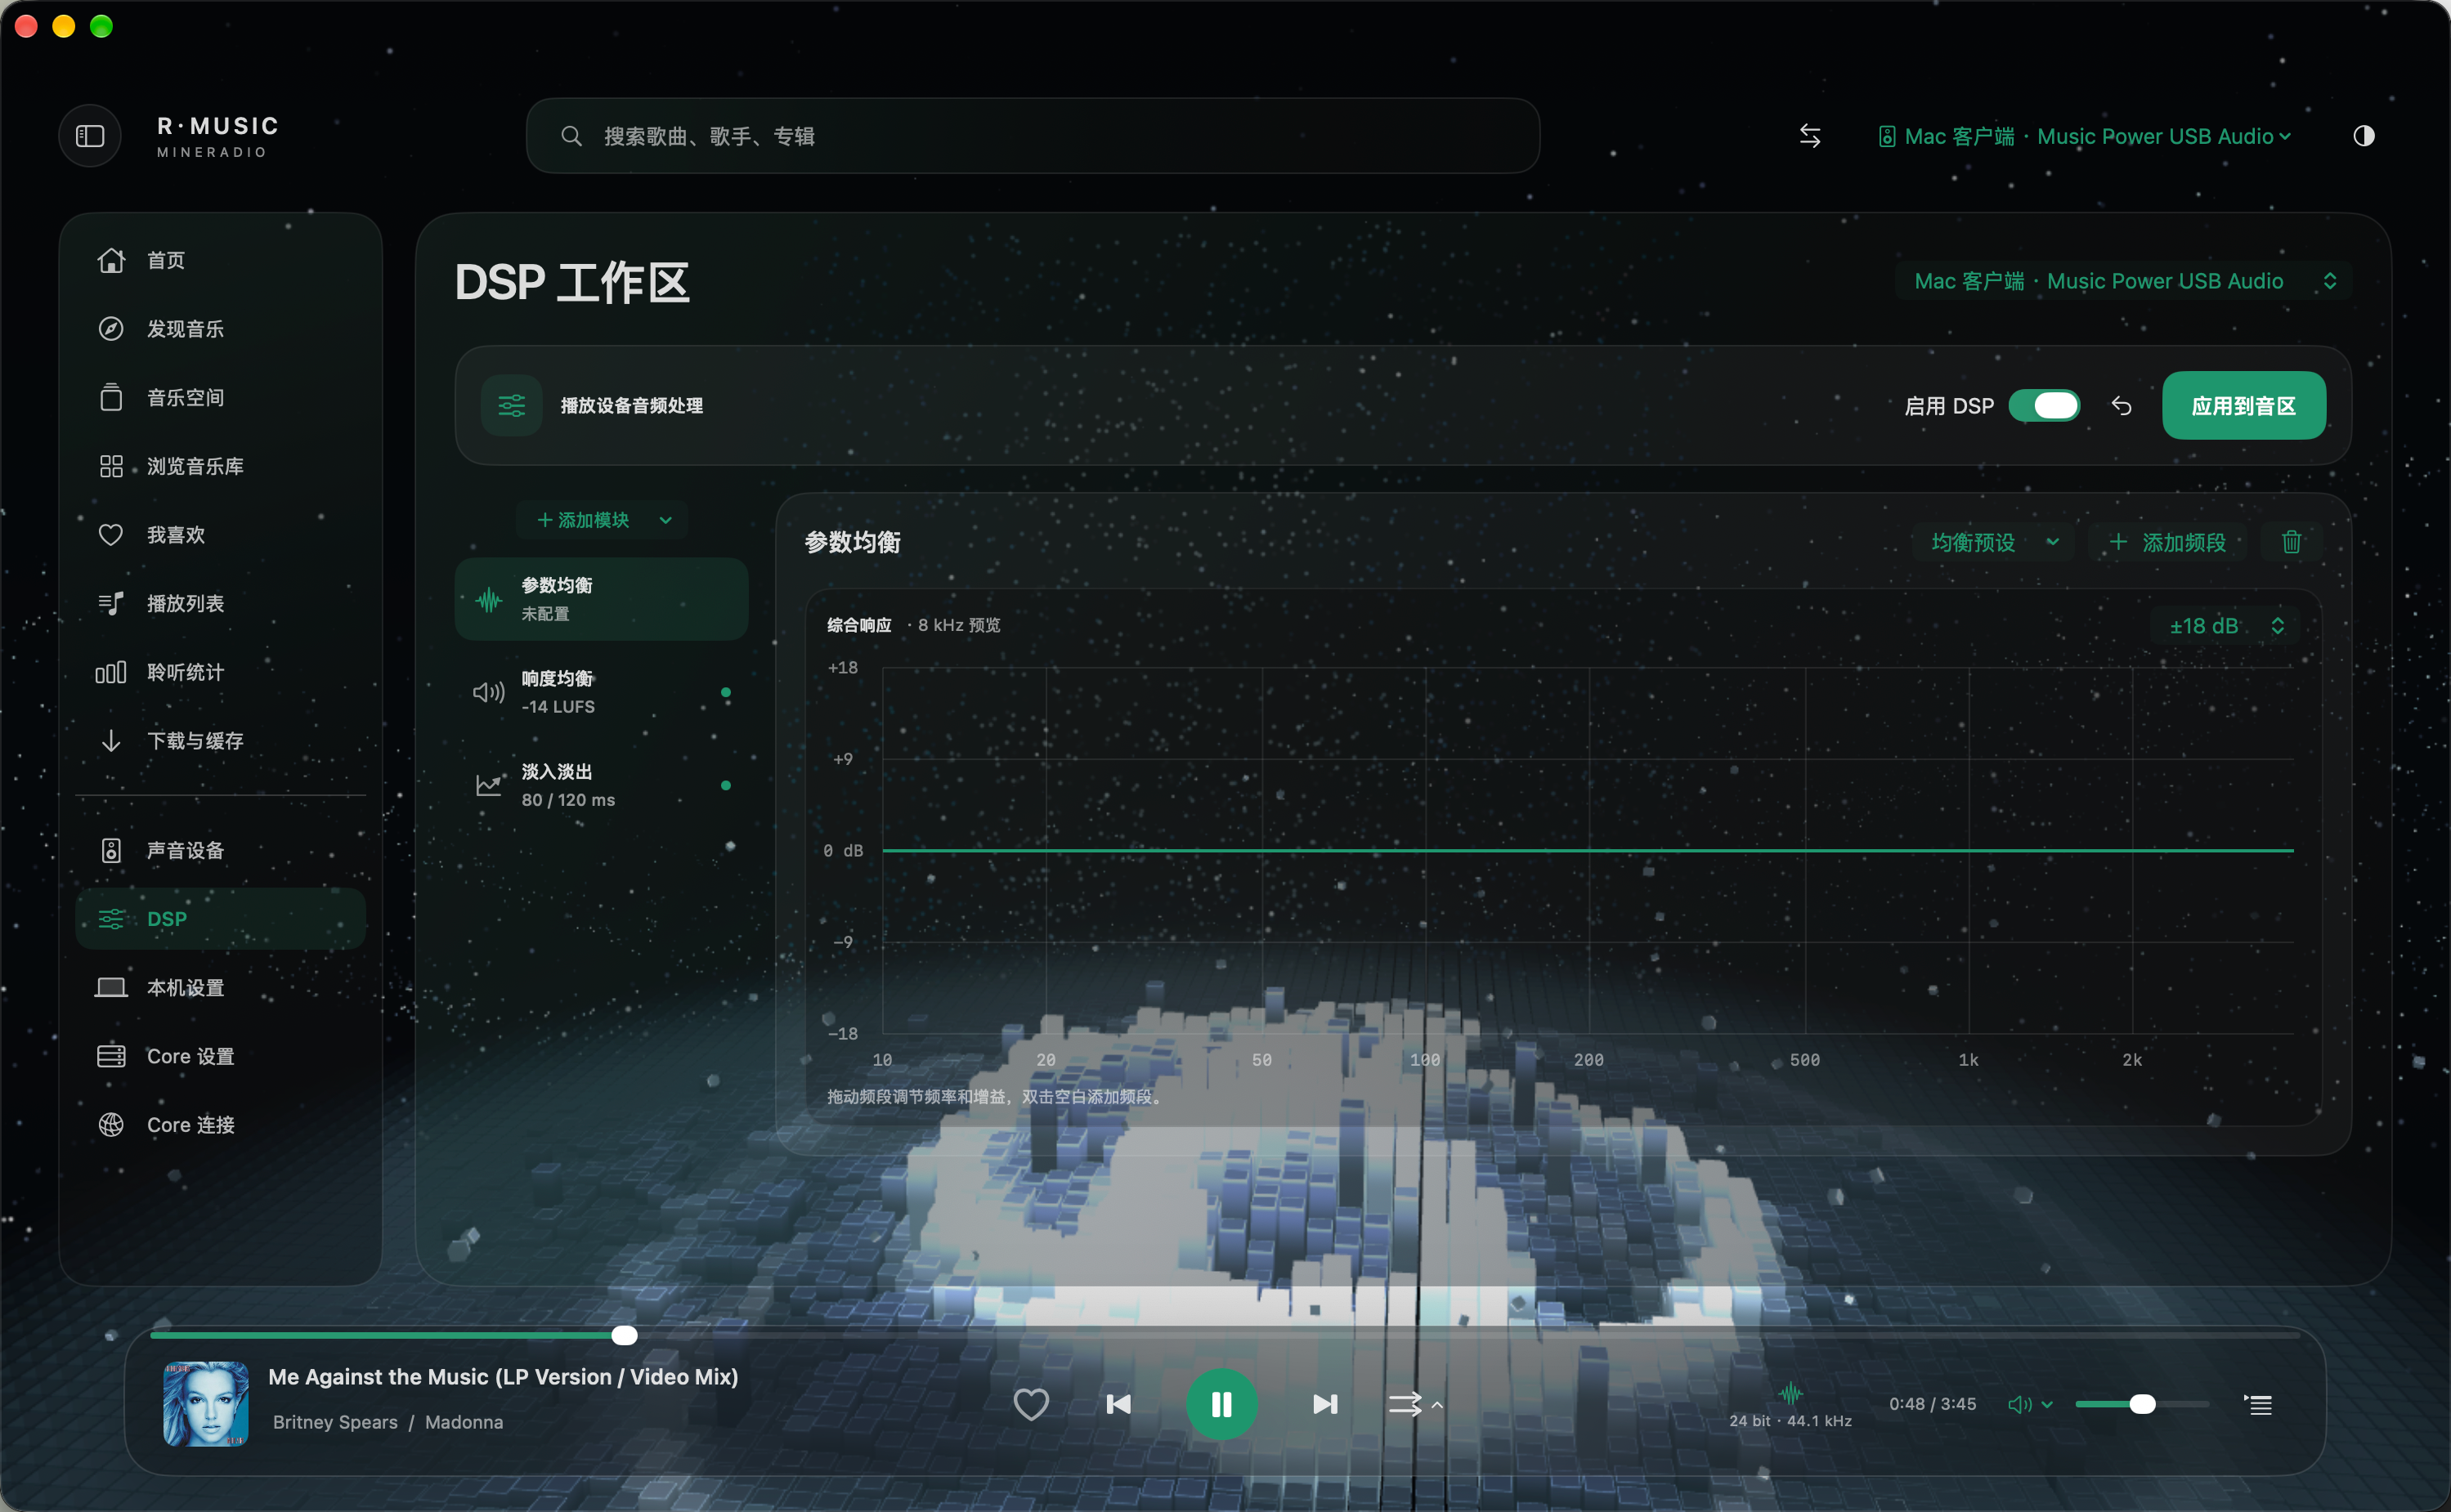 R·MUSIC
MINERADIO
搜索歌曲、歌手、专辑
Mac 客户端 · Music Power USB Audio
首页
发现音乐
音乐空间
浏览音乐库
我喜欢
播放列表
聆听统计
下载与缓存
声音设备
DSP
本机设置
Core 设置
Core 连接
DSP 工作区
Mac 客户端 · Music Power USB Audio
播放设备音频处理
启用 DSP
应用到音区
添加模块
参数均衡
未配置
响度均衡
-14 LUFS
淡入淡出
80 / 120 ms
参数均衡
均衡预设
添加频段
综合响应 · 8 kHz 预览
±18 dB
+18
+9
0 dB
−9
−18
10 20 50 100 200 500 1k 2k
拖动频段调节频率和增益，双击空白添加频段。
Me Against the Music (LP Version / Video Mix)
Britney Spears / Madonna
24 bit · 44.1 kHz
0:48 / 3:45